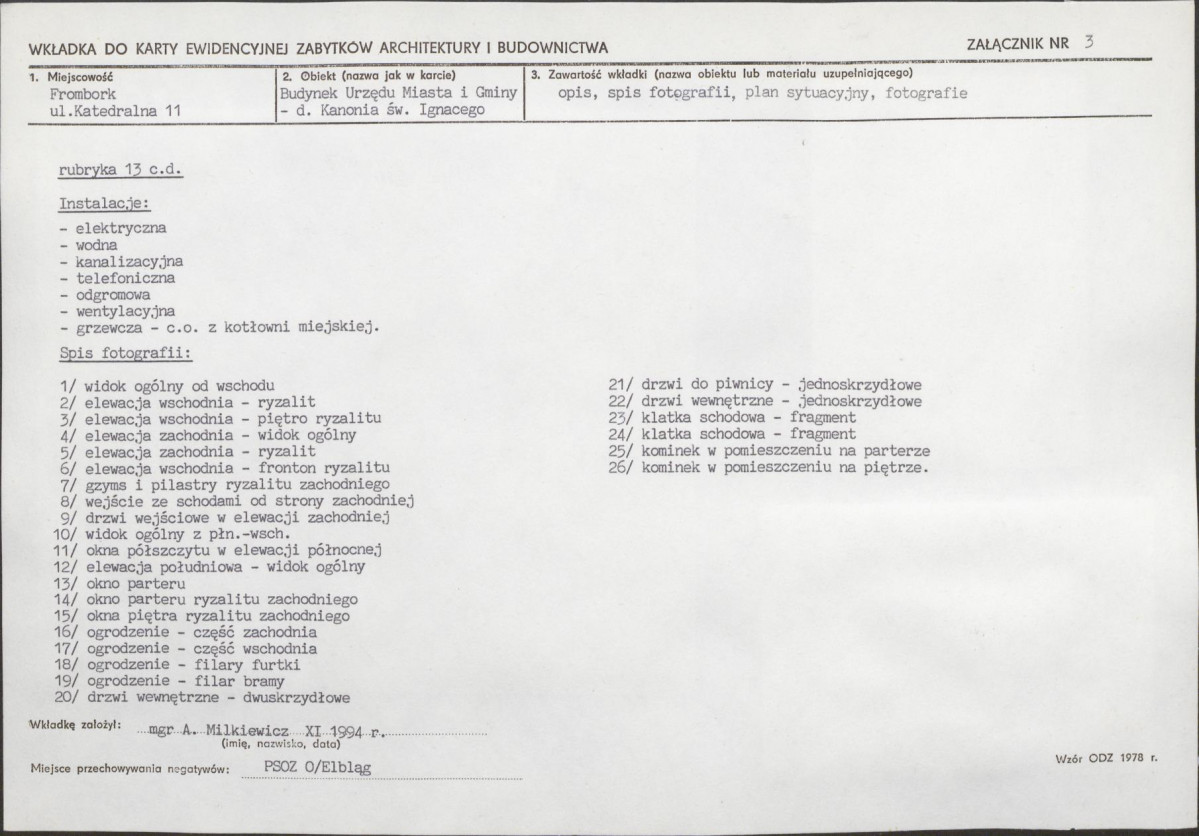 WKŁADKA DO KARTY EWIDENCYJNEJ ZABYTKÓW ARCHITEKTURY I BUDOWNICTWA
ZAŁĄCZNIK NR 3
1. Miejscowość
Frombork
ul.Katedralna 11
2. Obiekt (nazwa jak w karcie)
Budynek Urzędu Miasta i Gminy
- d. Kanonia św. Ignacego
3. Zawartość wkładki (nazwa obiektu lub materiału uzupełniającego)
opis, spis fotografii, plan sytuacyjny, fotografie
rubryka 13 c.d.
Instalacje:
- elektryczna
- wodna
- kanalizacyjna
- telefoniczna
- odgromowa
- wentylacyjna
- grzewcza - c.o. z kotłowni miejskiej.
Spis fotografii:
1/ widok ogólny od wschodu
2/ elewacja wschodnia - ryzalit
3/ elewacja wschodnia - piętro ryzalitu
4/ elewacja zachodnia - widok ogólny
5/ elewacja zachodnia - ryzalit
6/ elewacja wschodnia - fronton ryzalitu
7/ gzyms i pilastry ryzalitu zachodniego
8/ wejście ze schodami od strony zachodniej
9/ drzwi wejściowe w elewacji zachodniej
10/ widok ogólny z płn.-wsch.
11/ okna półszczytu w elewacji północnej
12/ elewacja południowa - widok ogólny
13/ okno parteru
14/ okno parteru ryzalitu zachodniego
15/ okna piętra ryzalitu zachodniego
16/ ogrodzenie - część zachodnia
17/ ogrodzenie - część wschodnia
18/ ogrodzenie - filary furtki
19/ ogrodzenie - filar bramy
20/ drzwi wewnętrzne - dwuskrzydłowe
21/ drzwi do piwnicy - jednoskrzydłowe
22/ drzwi wewnętrzne - jednoskrzydłowe
23/ klatka schodowa - fragment
24/ klatka schodowa - fragment
25/ kominek w pomieszczeniu na parterze
26/ kominek w pomieszczeniu na piętrze.
Wkładkę założył: mgr A. Milkiewicz XI 1994 r.
(imię, nazwisko, data)
Miejsce przechowywania negatywów: PSOZ O/Elbląg
Wzór ODZ 1978 r.